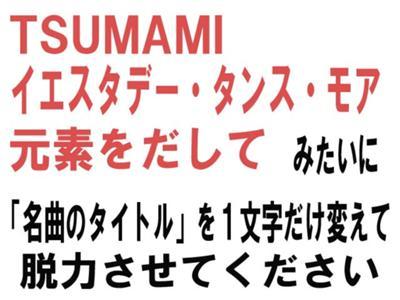 TSUMAMI
イエスタデー・タンス・モア
元素をだして みたいに
「名曲のタイトル」を1文字だけ変えて
脱力させてください